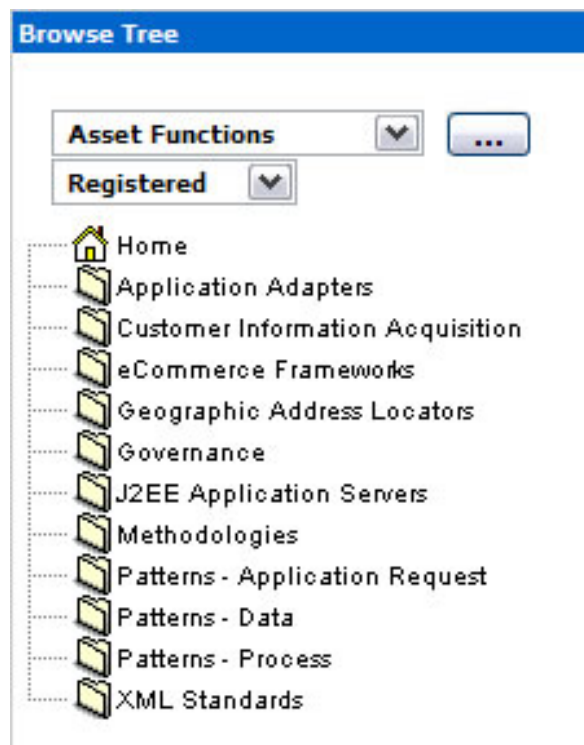 Browse Tree
Asset Functions
...
Registered
Home
Application Adapters
Customer Information Acquisition
eCommerce Frameworks
Geographic Address Locators
Governance
J2EE Application Servers
Methodologies
Patterns - Application Request
Patterns - Data
Patterns - Process
XML Standards